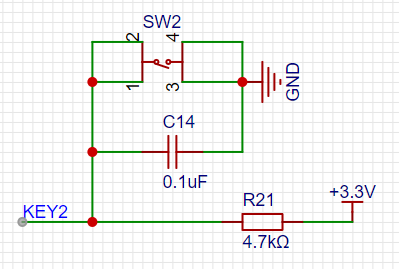 SW2
2
4
1
3
GND
C14
0.1uF
KEY2
R21
+3.3V
4.7kΩ